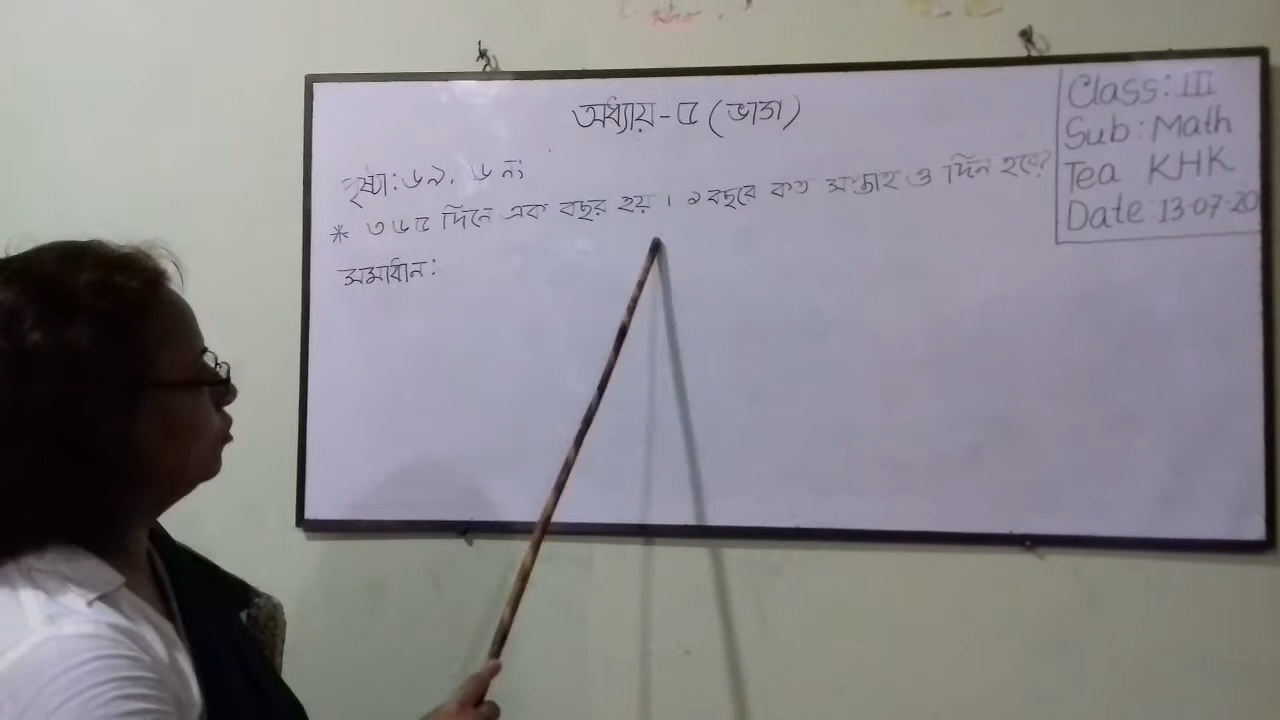 অধ্যায়-৫ (ভাগ)
Class: III
Sub: Math
Tea KHK
Date: 13-07-20
পৃষ্ঠা: ৬৯, ৬ নং
* ৩৬৫ দিনে এক বছর হয়। ১ বছরে কত সপ্তাহ ও দিন হবে?
সমাধান: